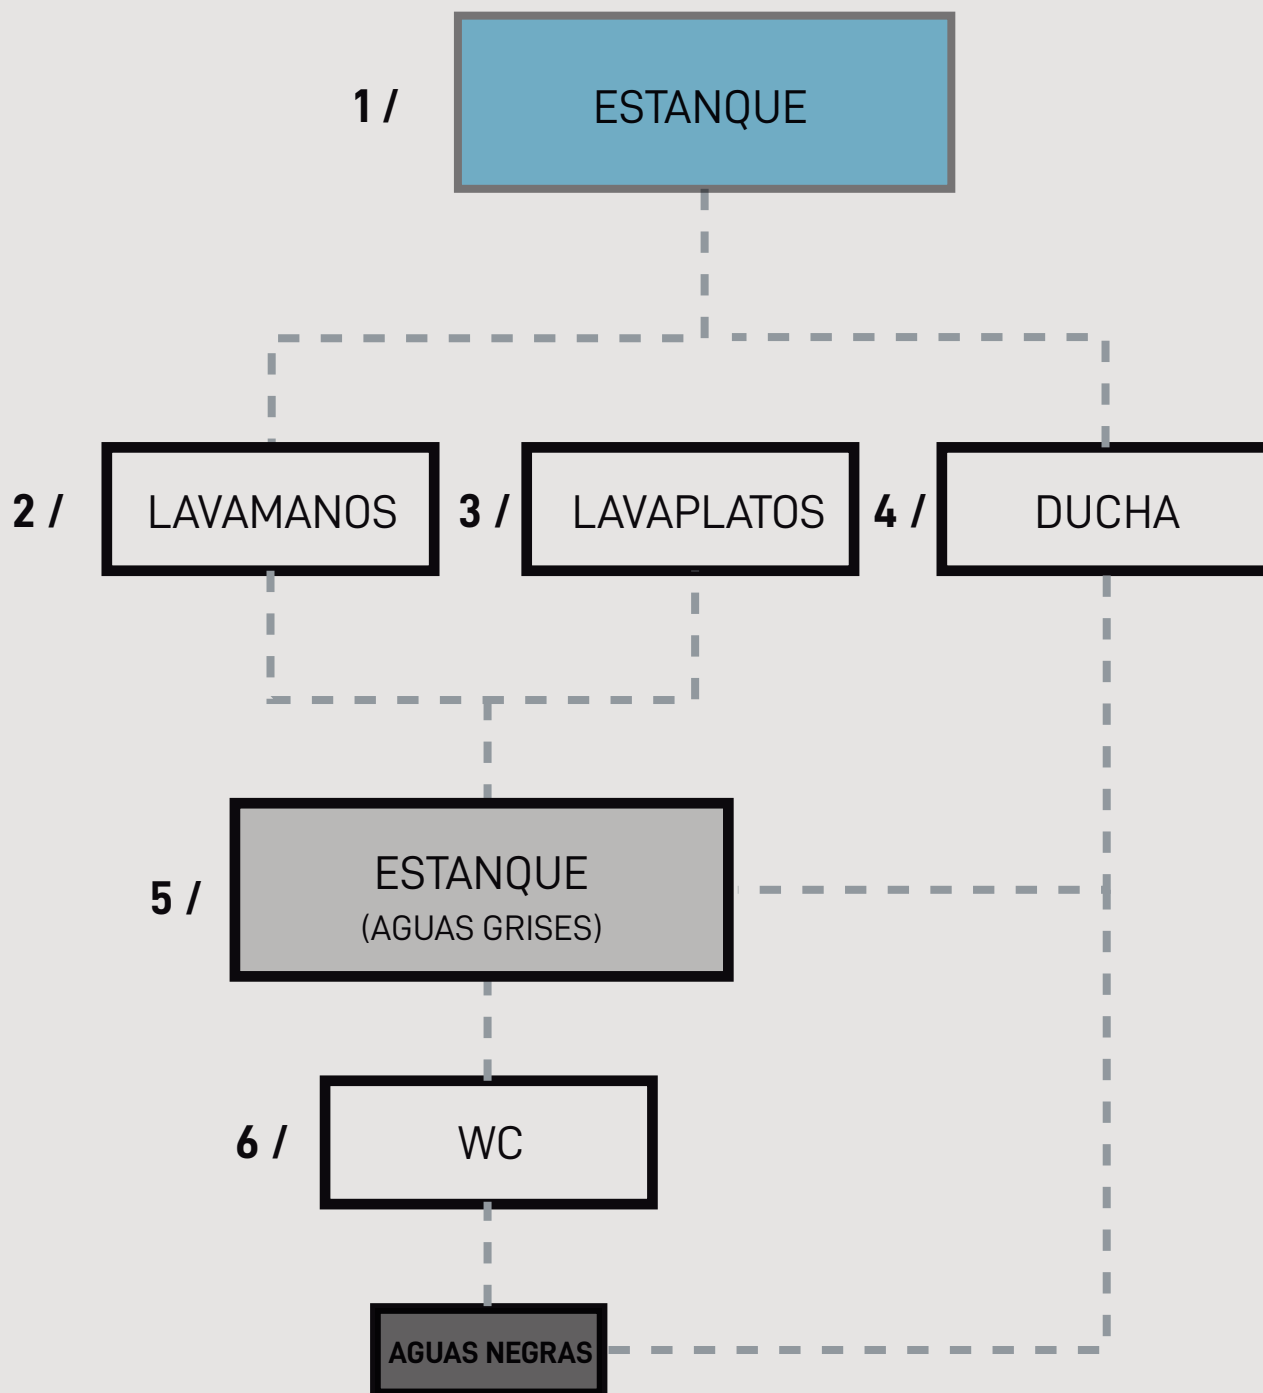 1 / ESTANQUE
2 / LAVAMANOS 3 / LAVAPLATOS 4 / DUCHA
5 / ESTANQUE
(AGUAS GRISES)
6 / WC
AGUAS NEGRAS